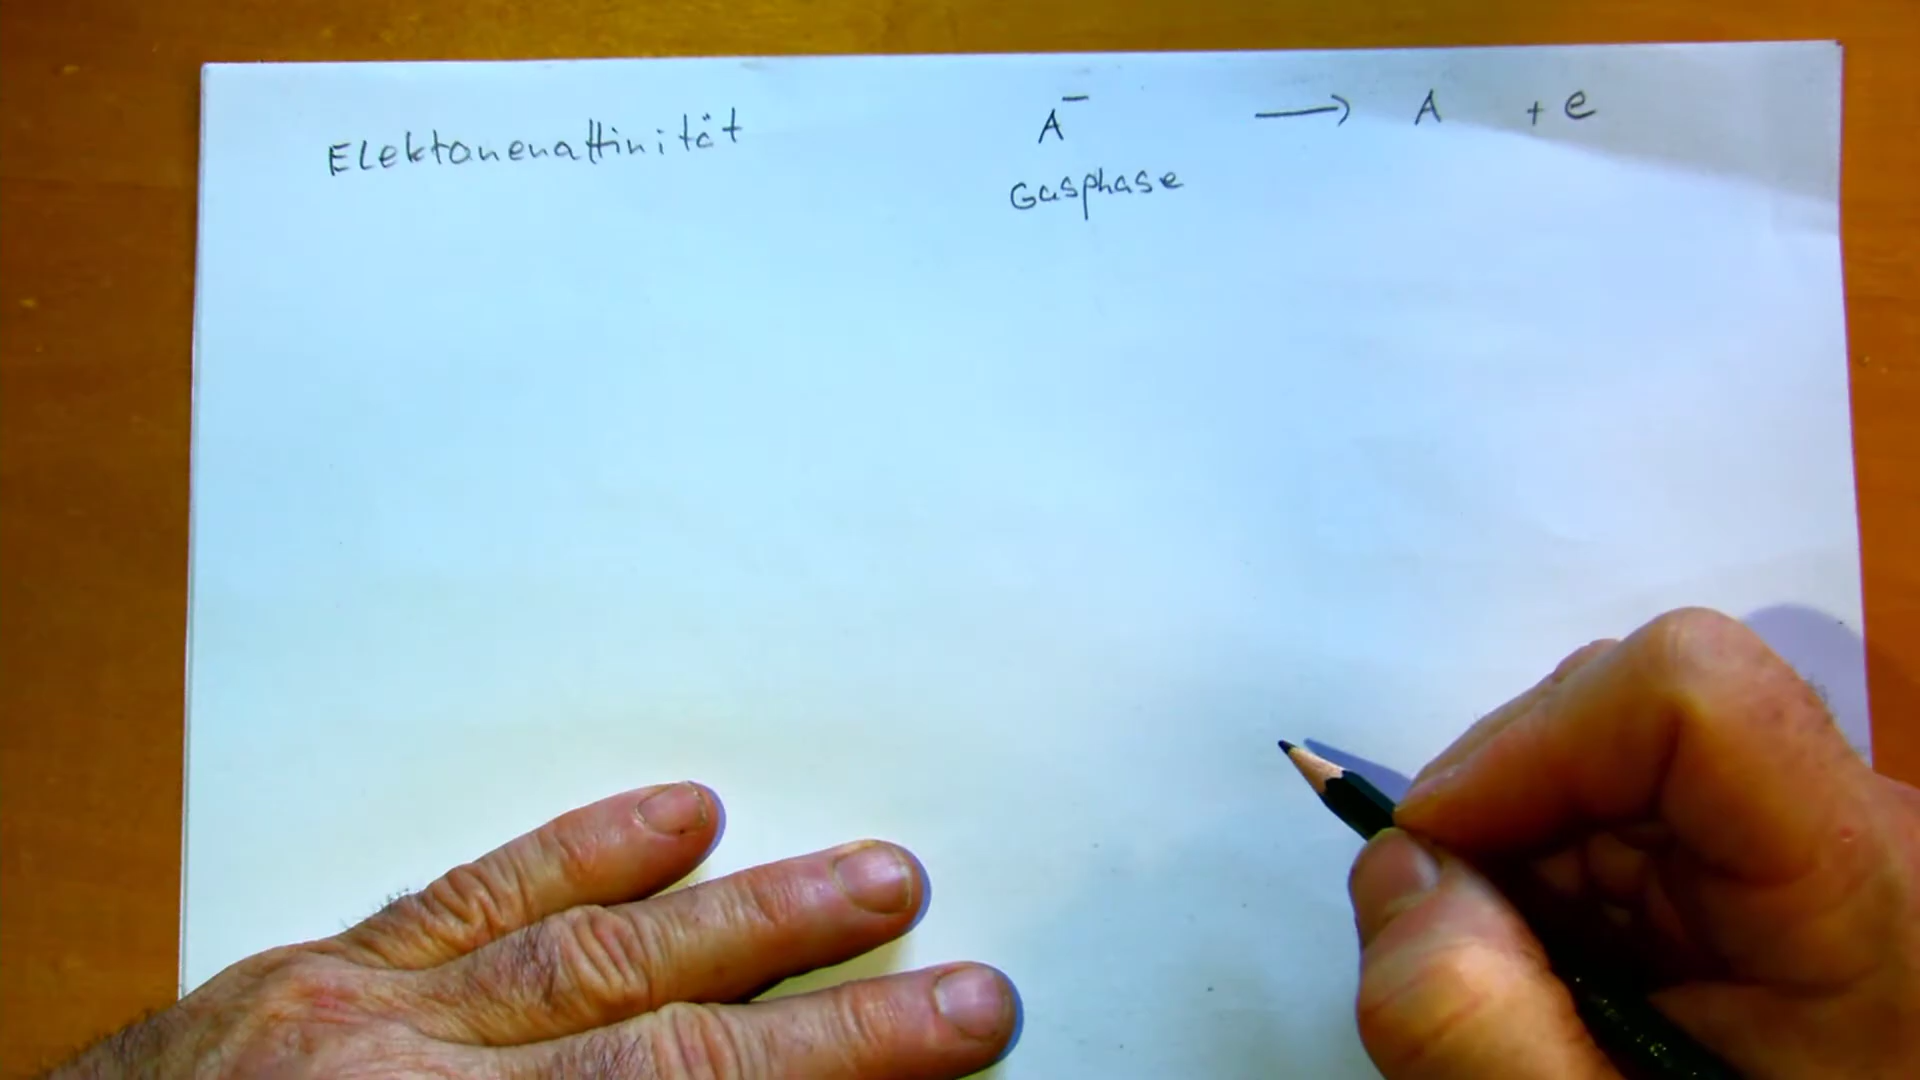 Elektonenaffinität A⁻ → A + e
Gasphase